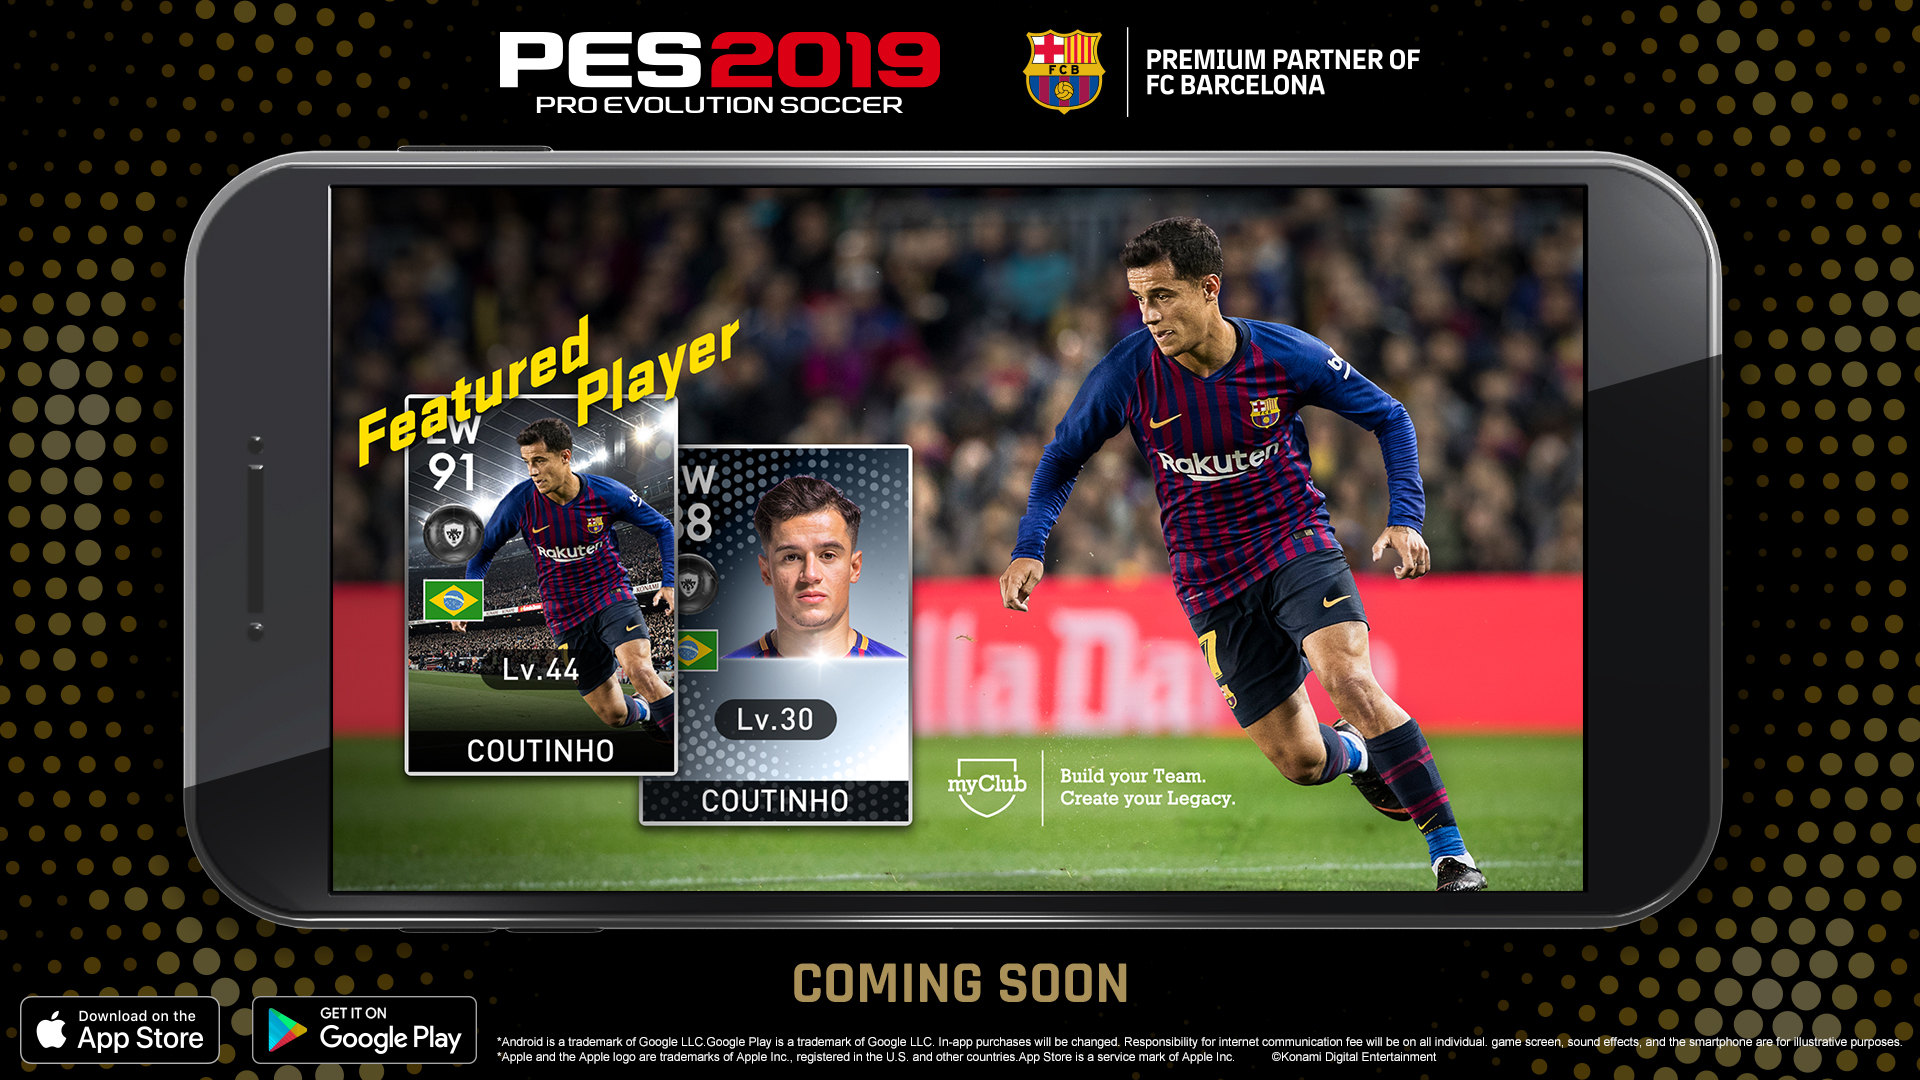 PES2019
PRO EVOLUTION SOCCER
FCB
PREMIUM PARTNER OF
FC BARCELONA
Featured
Player
91
Rakuten
KONAMI
Lv.44
COUTINHO
Lv.30
COUTINHO
Rakuten
7
myClub
Build your Team.
Create your Legacy.
COMING SOON
Download on the
App Store
GET IT ON
Google Play
*Android is a trademark of Google LLC.Google Play is a trademark of Google LLC. In-app purchases will be changed. Responsibility for internet communication fee will be on all individual. game screen, sound effects, and the smartphone are for illustrative purposes.
*Apple and the Apple logo are trademarks of Apple Inc., registered in the U.S. and other countries.App Store is a service mark of Apple Inc. ©Konami Digital Entertainment